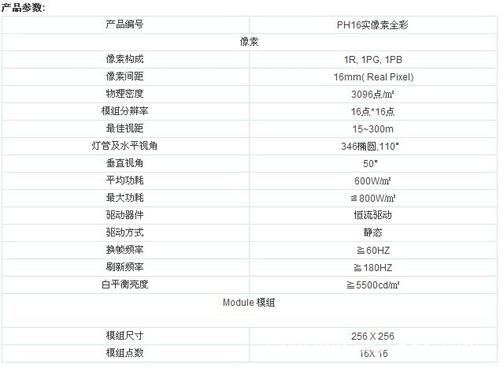 产品参数:
产品编号 PH16实像素全彩
像素
像素构成 1R, 1PG, 1PB
像素间距 16mm( Real Pixel)
物理密度 3096点/㎡
模组分辨率 16点*16点
最佳视距 15~300m
灯管及水平视角 346椭圆,110°
垂直视角 50°
平均功耗 600W/㎡
最大功耗 ≦800W/㎡
驱动器件 恒流驱动
驱动方式 静态
换帧频率 ≧60HZ
刷新频率 ≧180HZ
白平衡亮度 ≧5500cd/㎡
Module 模组
模组尺寸 256 X 256
模组点数 16X 16